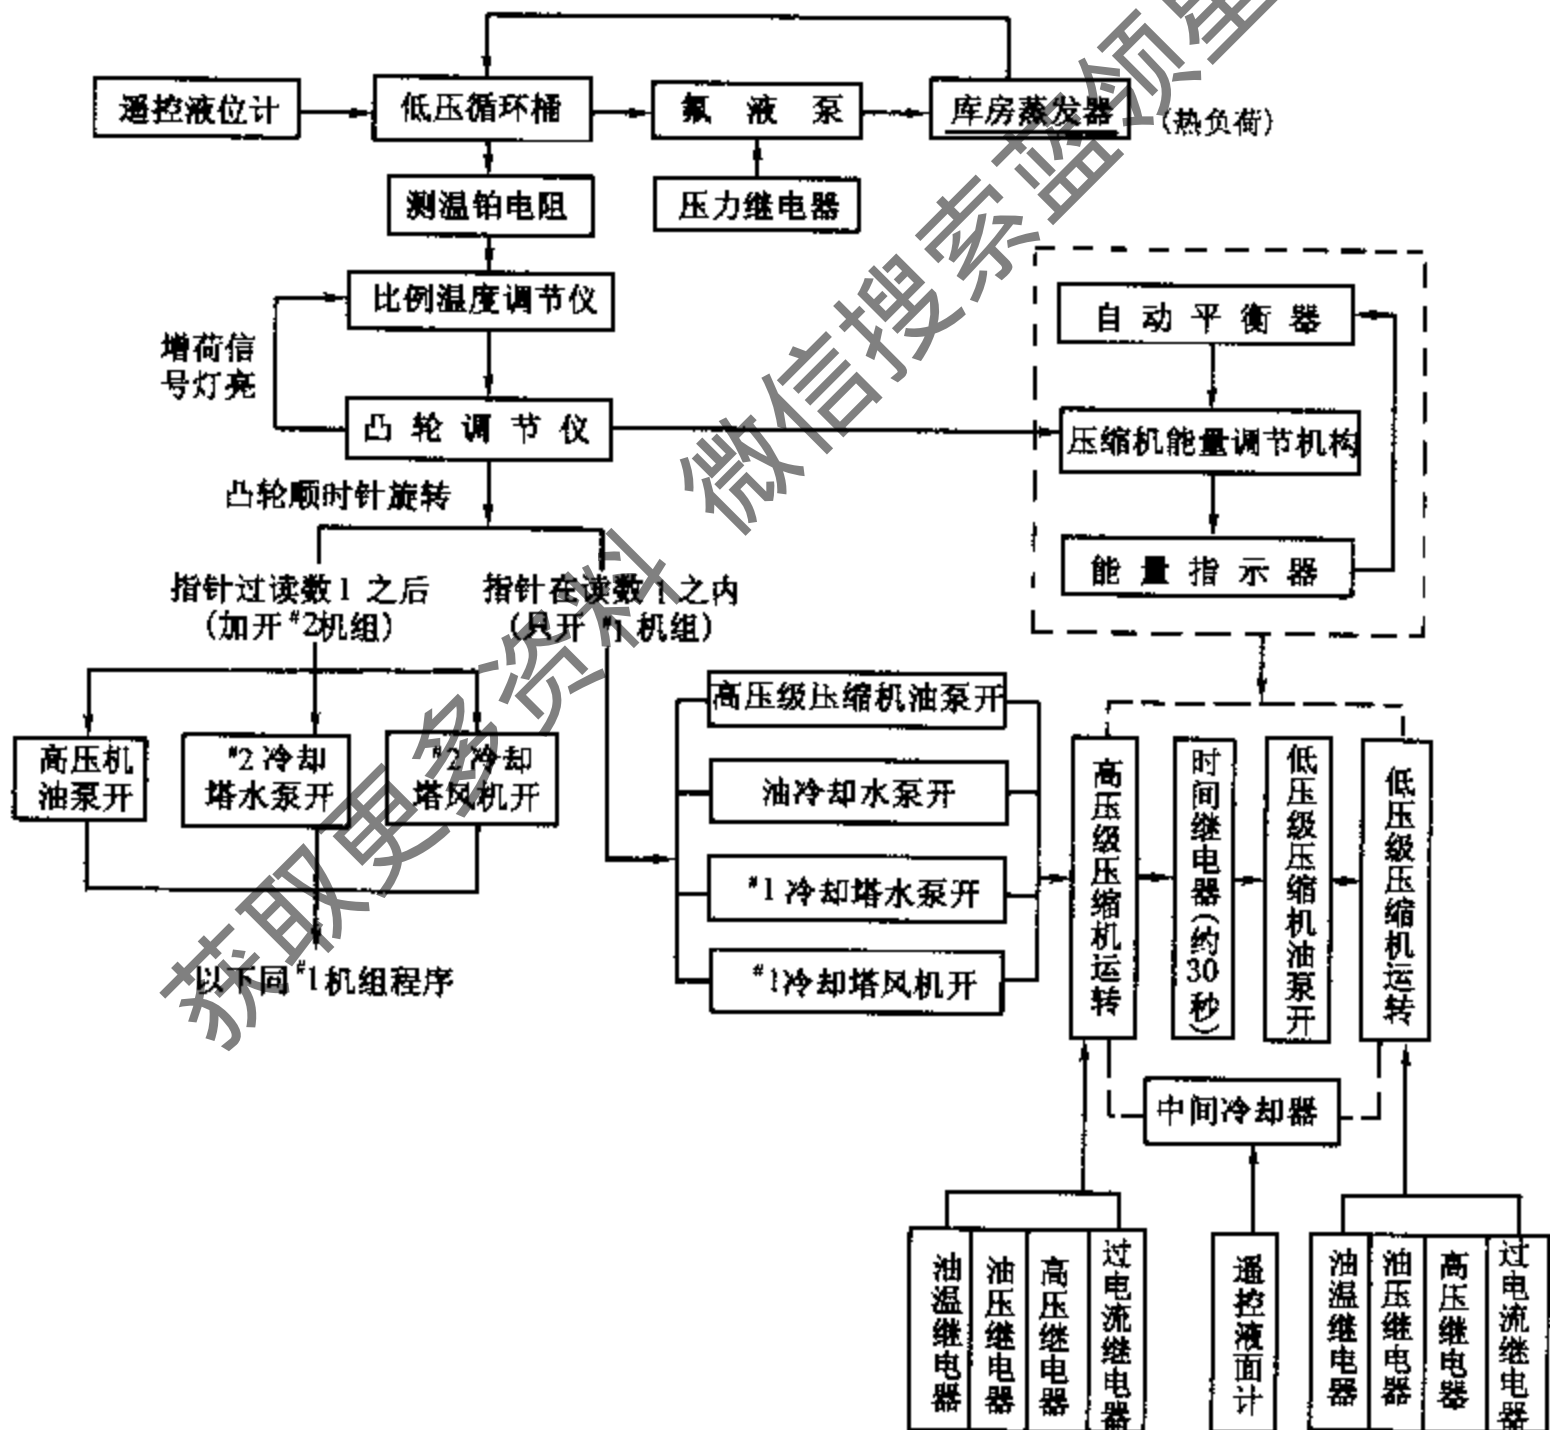 遥控液位计
低压循环桶
氟液泵
库房蒸发器
(热负荷)
测温铂电阻
压力继电器
比例温度调节仪
增荷信
号灯亮
凸轮调节仪
自动平衡器
压缩机能量调节机构
能量指示器
凸轮顺时针旋转
指针过读数1之后
(加开#2机组)
指针在读数1之内
(只开#1机组)
高压机
油泵开
#2冷却
塔水泵开
#2冷却
塔风机开
以下同#1机组程序
高压级压缩机油泵开
油冷却水泵开
#1冷却塔水泵开
#1冷却塔风机开
高压级压缩机运转
时间继电器(约30秒)
低压级压缩机油泵开
低压级压缩机运转
中间冷却器
油温继电器
油压继电器
高压继电器
过电流继电器
遥控液面计
油温继电器
油压继电器
高压继电器
过电流继电器
获取更多资料 微信搜索蓝领星